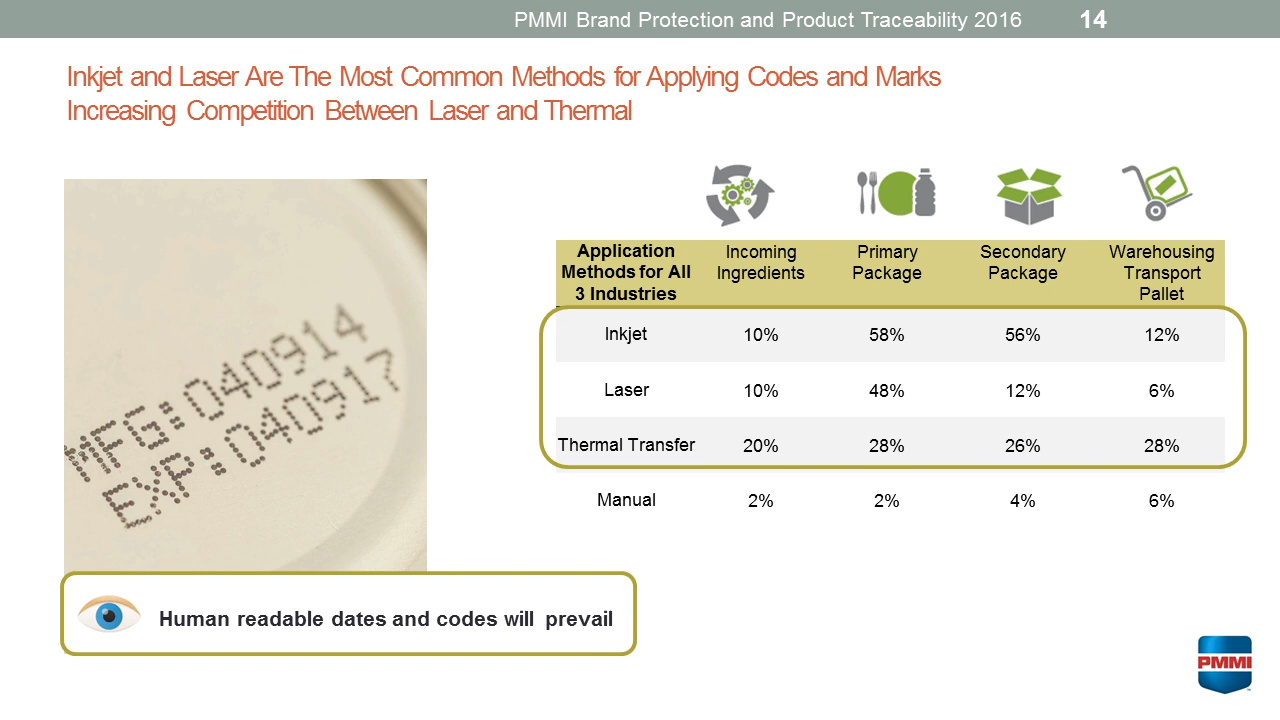 PMMI Brand Protection and Product Traceability 2016 14
Inkjet and Laser Are The Most Common Methods for Applying Codes and Marks
Increasing Competition Between Laser and Thermal
MFG:040914
EXP:040917
Application Methods for All 3 Industries Incoming Ingredients Primary Package Secondary Package Warehousing Transport Pallet
Inkjet 10% 58% 56% 12%
Laser 10% 48% 12% 6%
Thermal Transfer 20% 28% 26% 28%
Manual 2% 2% 4% 6%
Human readable dates and codes will prevail
PMMI